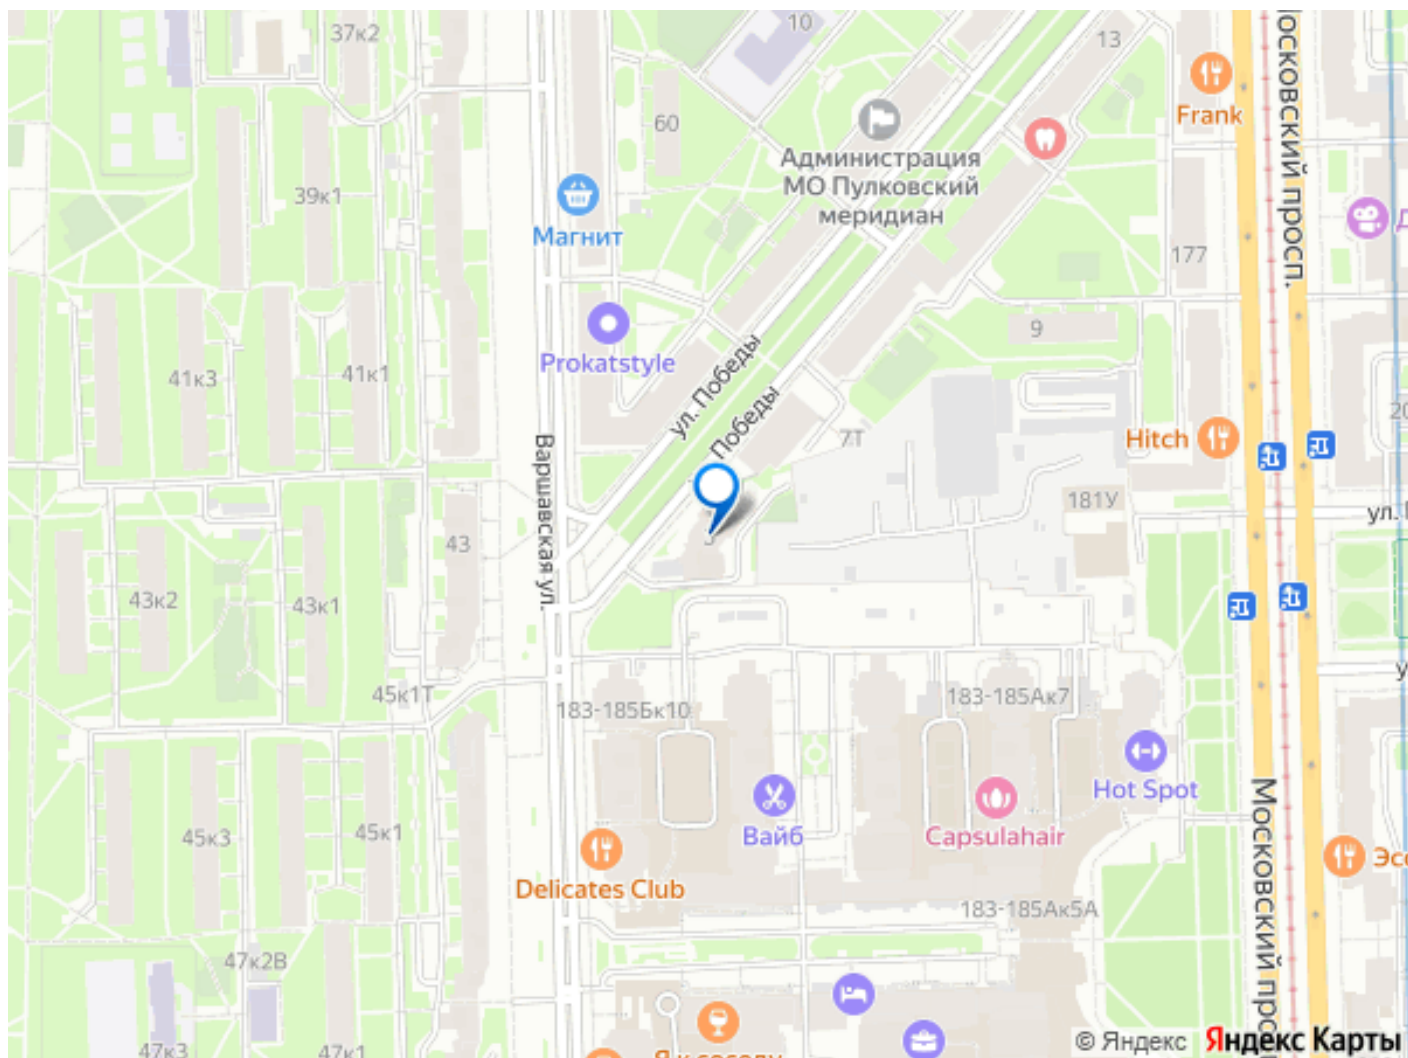 37к2
10
13
Frank
60
Администрация
МО Пулковский
меридиан
39к1
Магнит
177
Московский просп.
Prokatstyle
9
41к3
41к1
ул. Победы
Победы
7Т
Hitch
Варшавская ул.
181У
ул.
43
43к2
43к1
45к1Т
183-185Бк10
183-185Ак7
Hot Spot
Вайб
Capsulahair
45к3
45к1
Delicates Club
183-185Ак5А
Московский про
47к2В
47к3
47к1
Я к соседу
© Яндекс Яндекс Карты